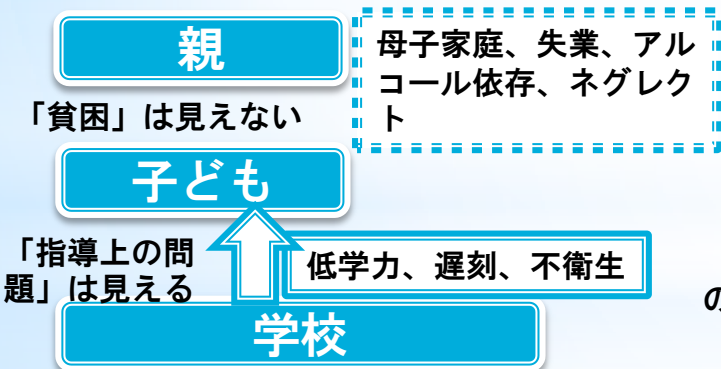 親
母子家庭、失業、アル
コール依存、ネグレク
ト
「貧困」は見えない
子ども
「指導上の問
題」は見える
低学力、遅刻、不衛生
の
学校